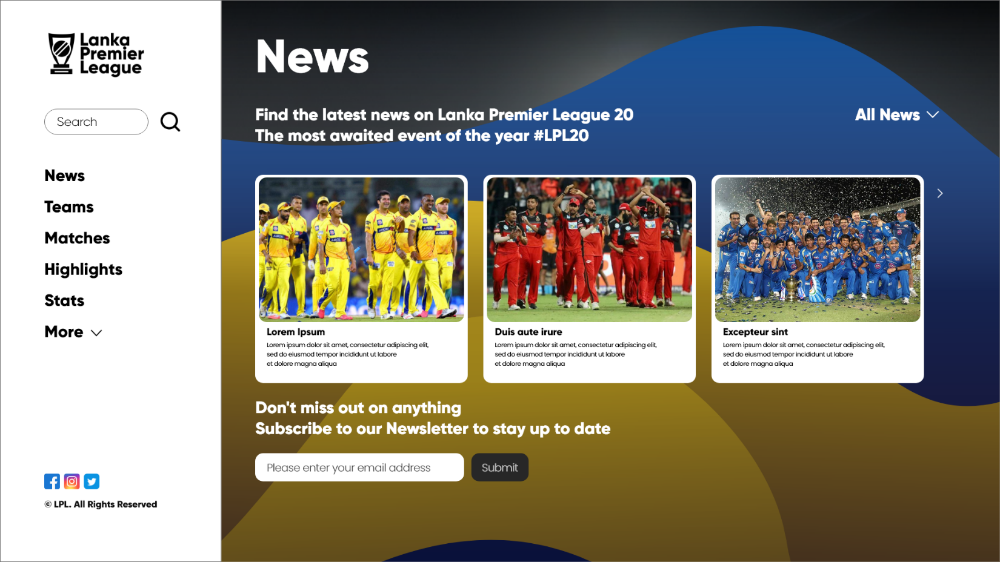 Lanka
Premier
League
Search
News
Teams
Matches
Highlights
Stats
More
© LPL. All Rights Reserved
News
Find the latest news on Lanka Premier League 20
The most awaited event of the year #LPL20
All News
Lorem Ipsum
Lorem ipsum dolor sit amet, consectetur adipiscing elit,
sed do eiusmod tempor incididunt ut labore
et dolore magna aliqua
Duis aute irure
Lorem ipsum dolor sit amet, consectetur adipiscing elit,
sed do eiusmod tempor incididunt ut labore
et dolore magna aliqua
Excepteur sint
Lorem ipsum dolor sit amet, consectetur adipiscing elit,
sed do eiusmod tempor incididunt ut labore
et dolore magna aliqua
Don't miss out on anything
Subscribe to our Newsletter to stay up to date
Please enter your email address
Submit